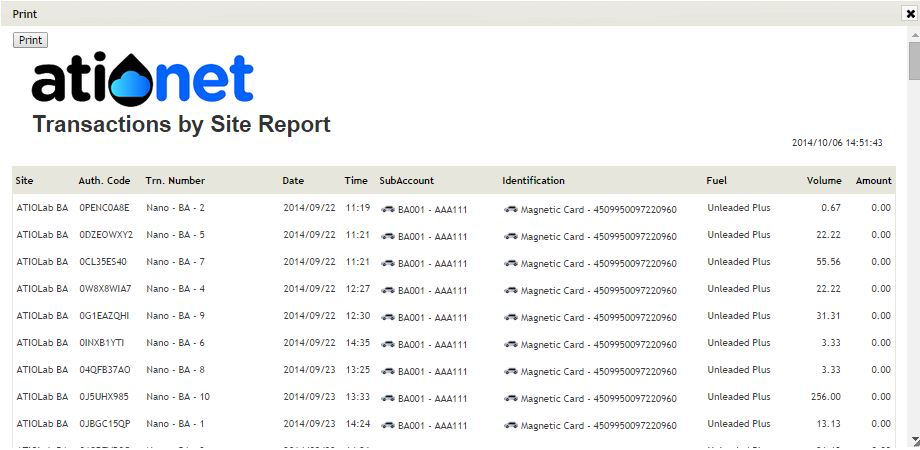 Print
Print
ationet
Transactions by Site Report
2014/10/06 14:51:43
Site Auth. Code Trn. Number Date Time SubAccount Identification Fuel Volume Amount
ATIOLab BA 0PENC0A8E Nano - BA - 2 2014/09/22 11:19 BA001 - AAA111 Magnetic Card - 4509950097220960 Unleaded Plus 0.67 0.00
ATIOLab BA 0DZEOWXY2 Nano - BA - 5 2014/09/22 11:21 BA001 - AAA111 Magnetic Card - 4509950097220960 Unleaded Plus 22.22 0.00
ATIOLab BA 0CL35ES40 Nano - BA - 7 2014/09/22 11:21 BA001 - AAA111 Magnetic Card - 4509950097220960 Unleaded Plus 55.56 0.00
ATIOLab BA 0W8X8WIA7 Nano - BA - 4 2014/09/22 12:27 BA001 - AAA111 Magnetic Card - 4509950097220960 Unleaded Plus 22.22 0.00
ATIOLab BA 0G1EAZQHI Nano - BA - 9 2014/09/22 12:30 BA001 - AAA111 Magnetic Card - 4509950097220960 Unleaded Plus 31.31 0.00
ATIOLab BA 0INXB1YTI Nano - BA - 6 2014/09/22 14:35 BA001 - AAA111 Magnetic Card - 4509950097220960 Unleaded Plus 3.33 0.00
ATIOLab BA 04QFB37AO Nano - BA - 8 2014/09/23 13:25 BA001 - AAA111 Magnetic Card - 4509950097220960 Unleaded Plus 3.33 0.00
ATIOLab BA 0J5UHX985 Nano - BA - 10 2014/09/23 13:33 BA001 - AAA111 Magnetic Card - 4509950097220960 Unleaded Plus 256.00 0.00
ATIOLab BA 0JBGC15QP Nano - BA - 1 2014/09/23 14:24 BA001 - AAA111 Magnetic Card - 4509950097220960 Unleaded Plus 13.13 0.00